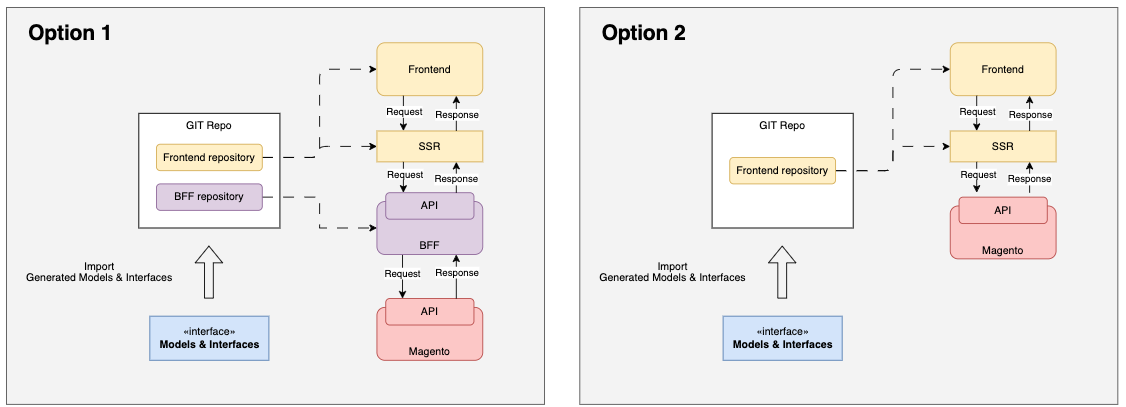 Option 1
Frontend
Request
Response
GIT Repo
Frontend repository
BFF repository
SSR
Request
Response
API
BFF
Request
Response
API
Magento
Import
Generated Models & Interfaces
«interface»
Models & Interfaces
Option 2
Frontend
Request
Response
GIT Repo
Frontend repository
SSR
Request
Response
API
Magento
Import
Generated Models & Interfaces
«interface»
Models & Interfaces